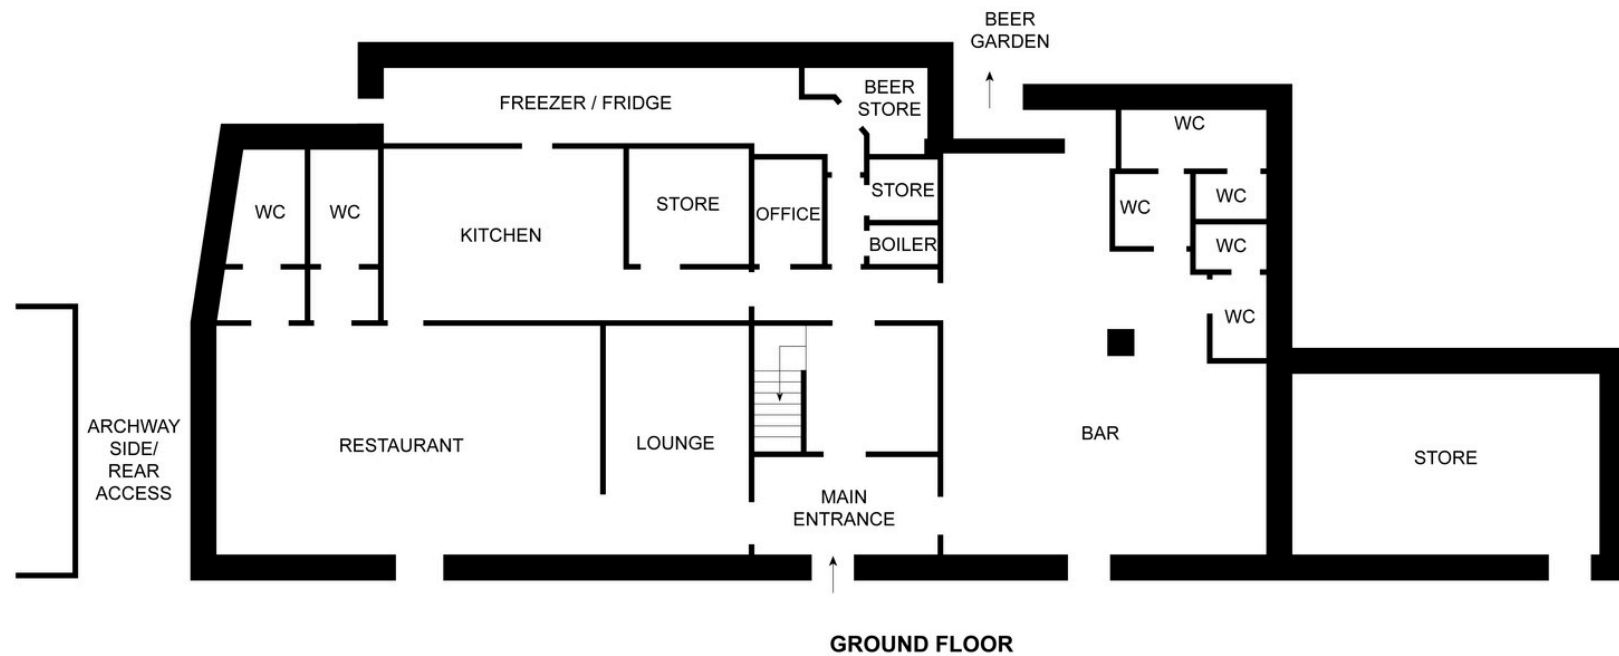 BEER
GARDEN
FREEZER / FRIDGE
BEER
STORE
WC
WC
WC
KITCHEN
STORE
OFFICE
STORE
BOILER
WC
WC
WC
WC
ARCHWAY
SIDE/
REAR
ACCESS
RESTAURANT
LOUNGE
MAIN
ENTRANCE
BAR
STORE
GROUND FLOOR